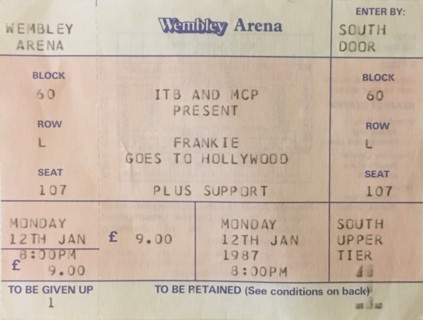 WEMBLEY
ARENA
Wembley Arena
ENTER BY:
SOUTH
DOOR
BLOCK
60
ROW
L
SEAT
107
ITB AND MCP
PRESENT
FRANKIE
GOES TO HOLLYWOOD
PLUS SUPPORT
BLOCK
60
ROW
L
SEAT
107
MONDAY
12TH JAN
8:00PM
£ 9.00
£ 9.00
MONDAY
12TH JAN
1987
8:00PM
SOUTH
UPPER
TIER
TO BE GIVEN UP
1
TO BE RETAINED (See conditions on back)